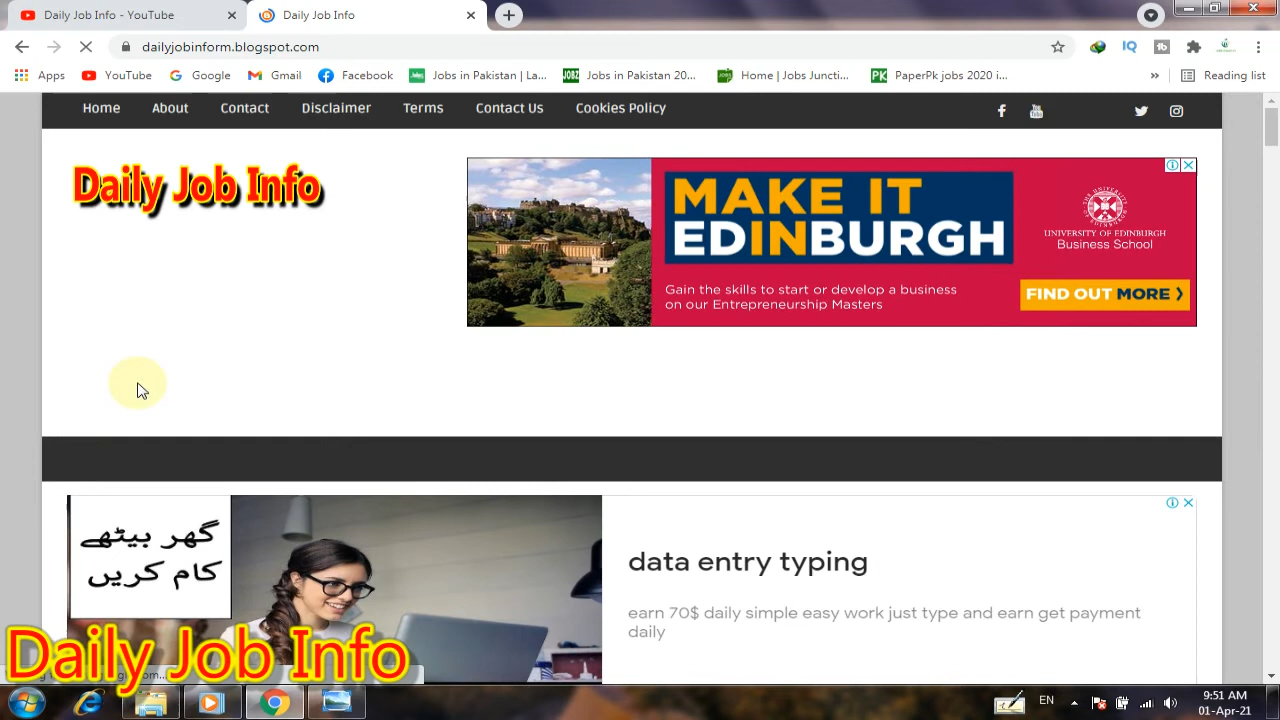 Daily Job Info - YouTube
Daily Job Info
dailyjobinform.blogspot.com
Apps
YouTube
Google
Gmail
Facebook
Jobs in Pakistan | La...
JOBZ
Jobs in Pakistan 20...
Home | Jobs Juncti...
PK
PaperPk jobs 2020 i...
Reading list
Home
About
Contact
Disclaimer
Terms
Contact Us
Cookies Policy
Daily Job Info
MAKE IT
EDINBURGH
Gain the skills to start or develop a business
on our Entrepreneurship Masters
THE UNIVERSITY OF EDINBURGH
Business School
FIND OUT MORE
گھر بیٹھے
کام کریں
data entry typing
earn 70$ daily simple easy work just type and earn get payment
daily
Daily Job Info
EN
9:51 AM
01-Apr-21